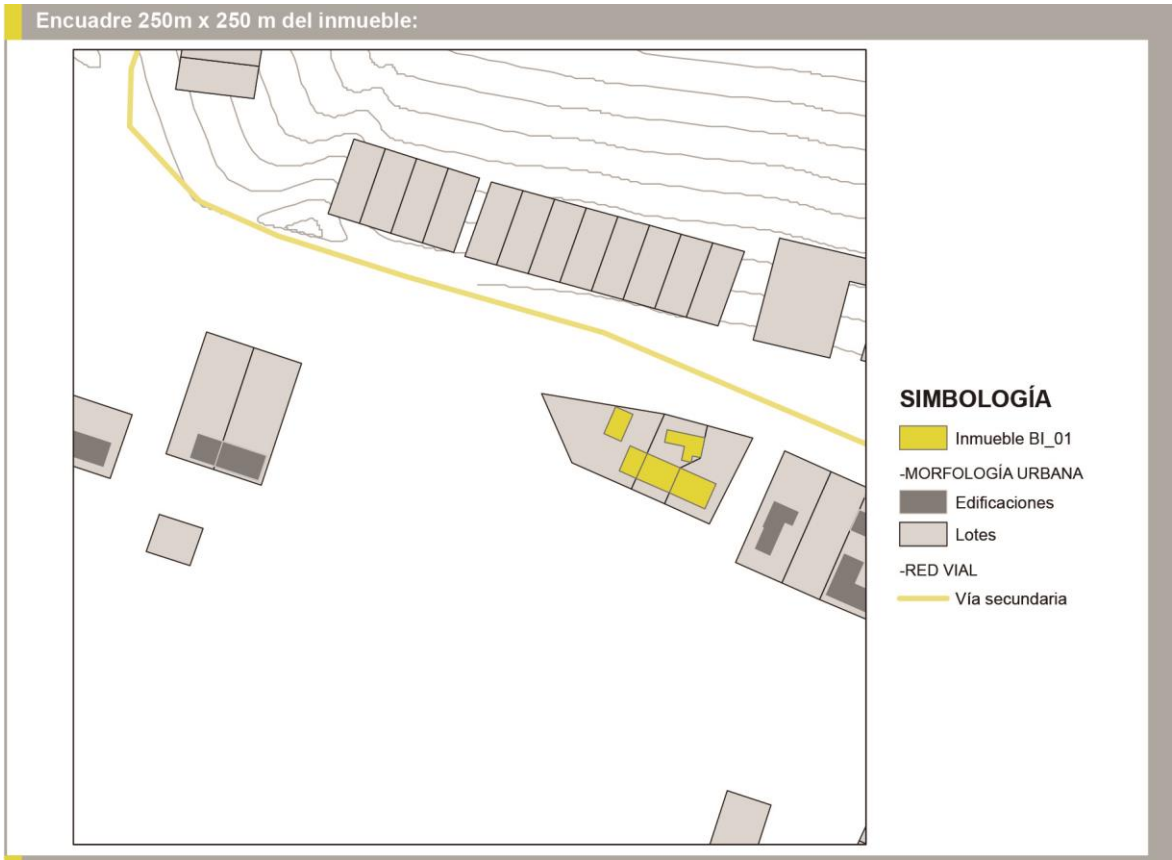 Encuadre 250m x 250 m del inmueble:
SIMBOLOGÍA
Inmueble BI_01
-MORFOLOGÍA URBANA
Edificaciones
Lotes
-RED VIAL
Vía secundaria